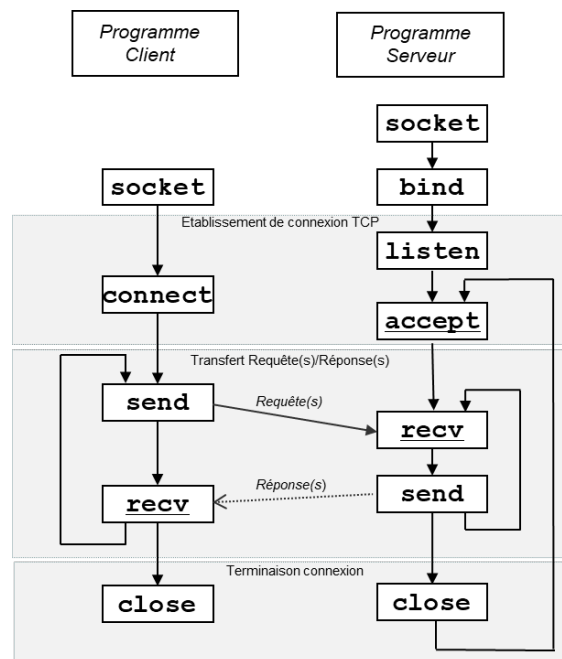 Programme
Client
Programme
Serveur
socket
socket
bind
Etablissement de connexion TCP
listen
connect
accept
Transfert Requête(s)/Réponse(s)
send
Requête(s)
recv
Réponse(s)
send
recv
Terminaison connexion
close
close